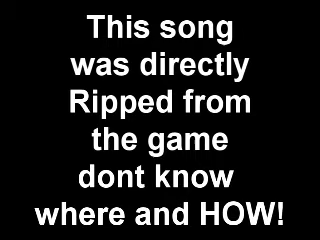 This song
was directly
Ripped from
the game
dont know
where and HOW!